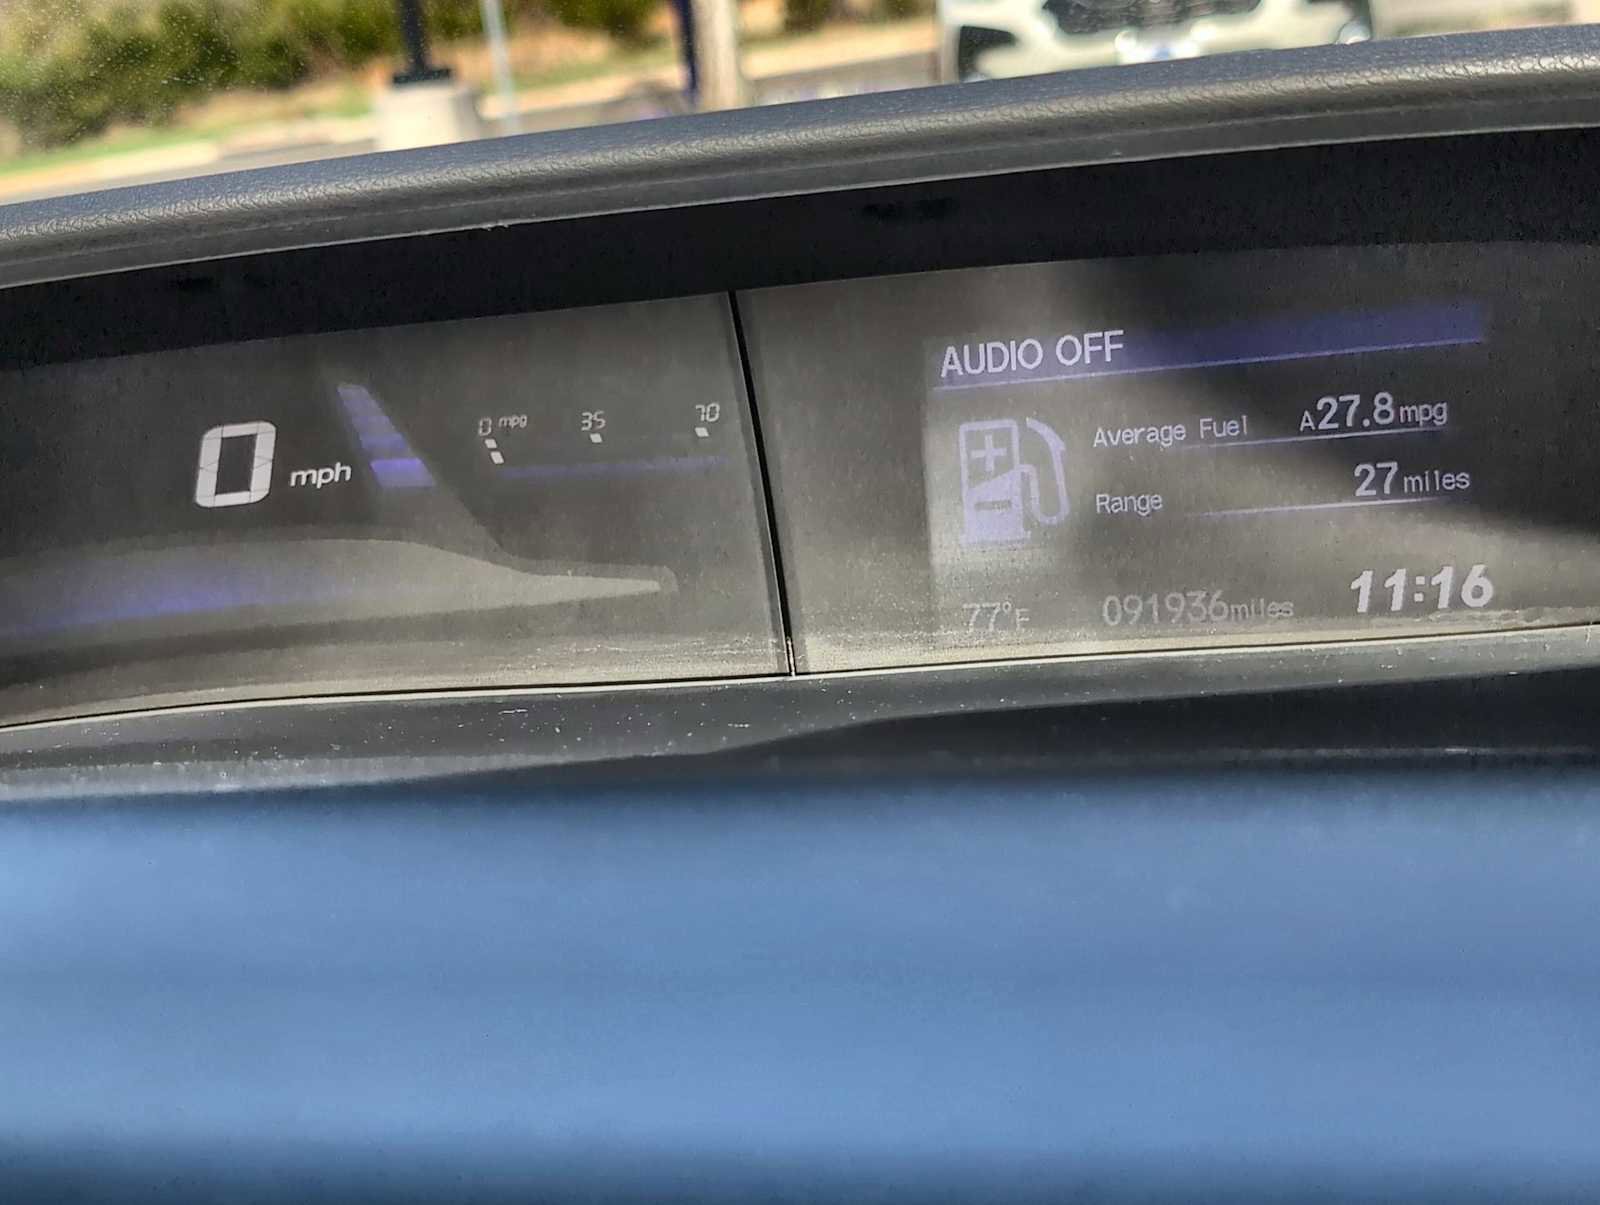 0 mph
0 mpg 35 70
AUDIO OFF
Average Fuel A27.8mpg
Range 27miles
77°F 091936miles 11:16